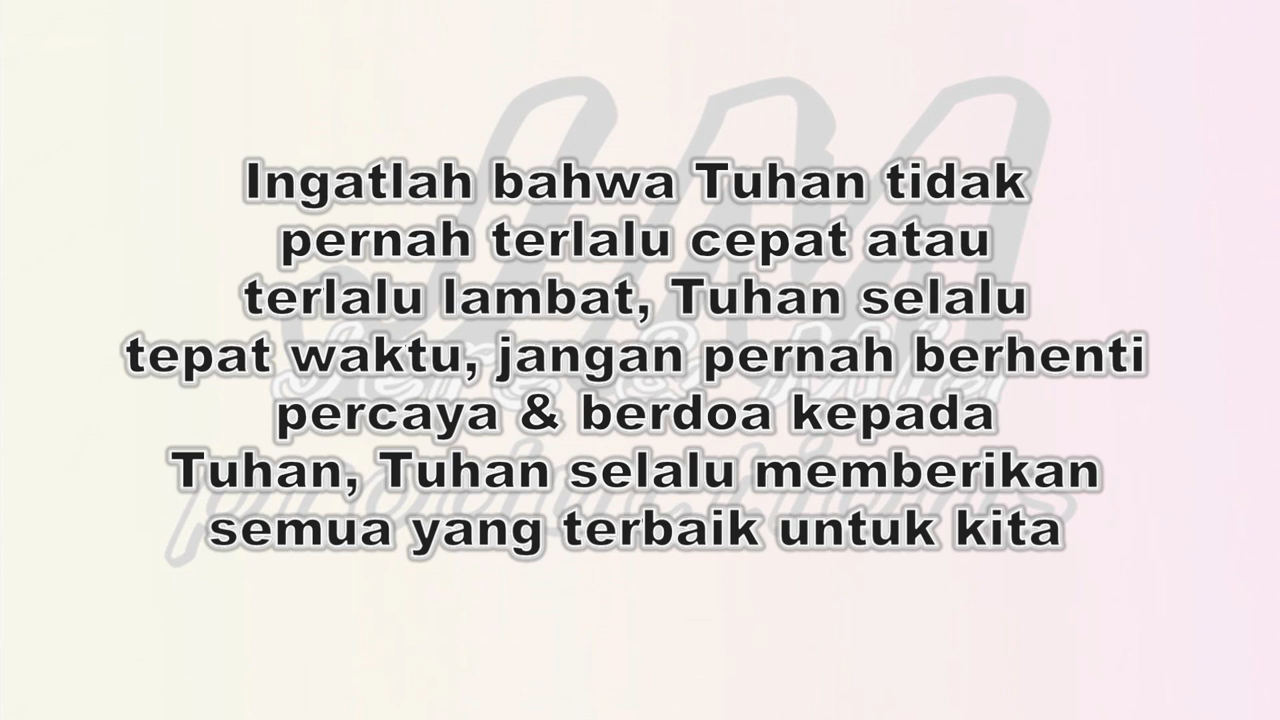 Ingatlah bahwa Tuhan tidak
pernah terlalu cepat atau
terlalu lambat, Tuhan selalu
tepat waktu, jangan pernah berhenti
percaya & berdoa kepada
Tuhan, Tuhan selalu memberikan
semua yang terbaik untuk kita